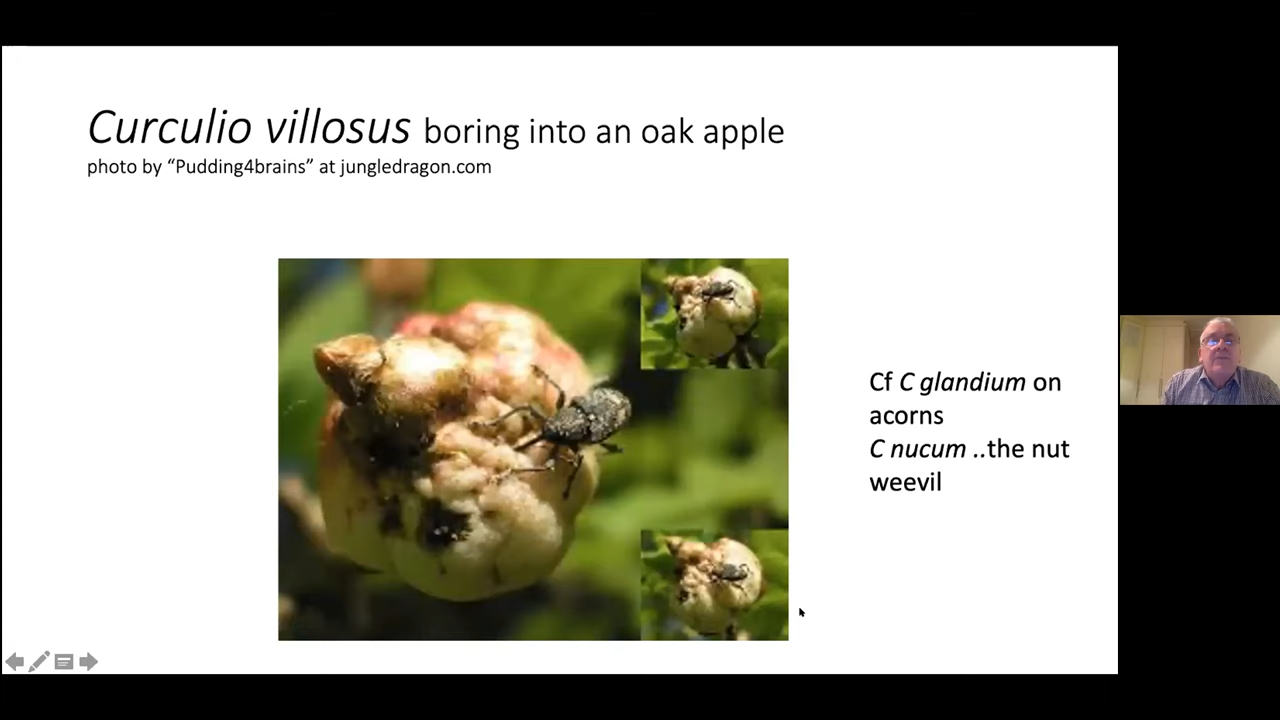 Curculio villosus boring into an oak apple
photo by “Pudding4brains” at jungledragon.com
Cf C glandium on
acorns
C nucum ..the nut
weevil